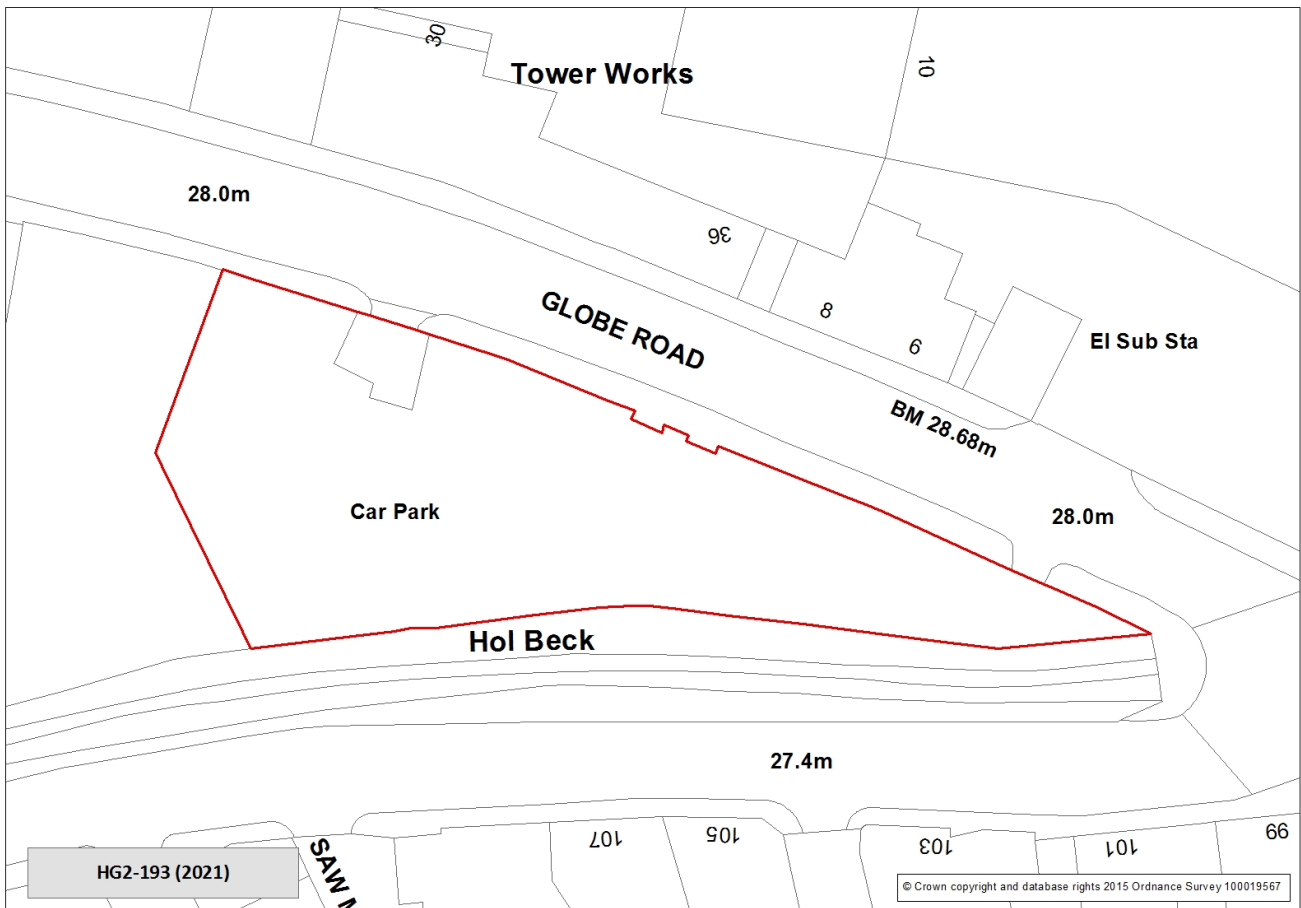 30
Tower Works
10
28.0m
36
GLOBE ROAD
8
6
El Sub Sta
BM 28.68m
28.0m
Car Park
Hol Beck
27.4m
107
105
103
101
99
SAW
HG2-193 (2021)
© Crown copyright and database rights 2015 Ordnance Survey 100019567